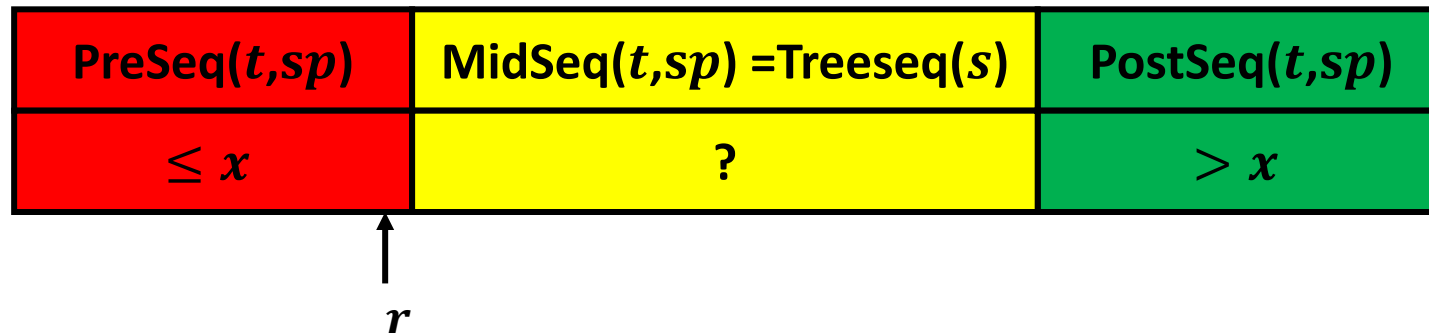 PreSeq(t,sp) MidSeq(t,sp) =Treeseq(s) PostSeq(t,sp)
≤ x ? > x
r